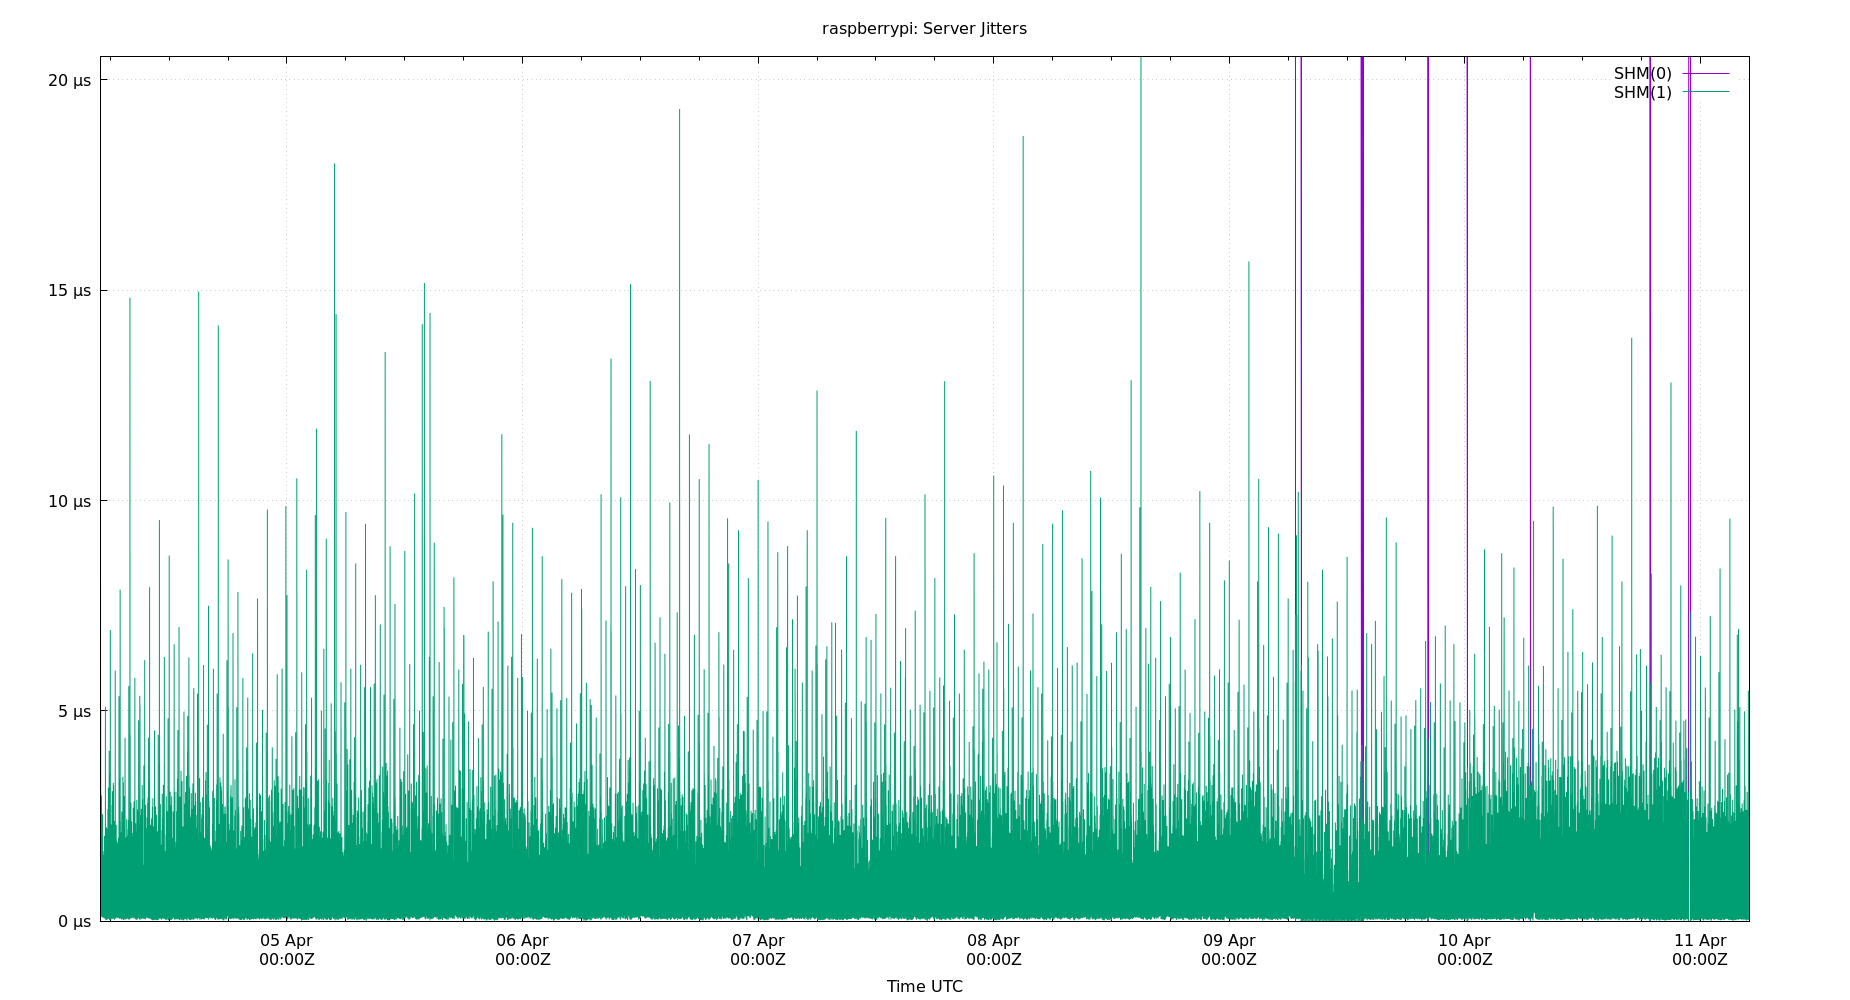 raspberrypi: Server Jitters
SHM(0)
SHM(1)
20 µs
15 µs
10 µs
5 µs
0 µs
05 Apr 06 Apr 07 Apr 08 Apr 09 Apr 10 Apr 11 Apr
00:00Z 00:00Z 00:00Z 00:00Z 00:00Z 00:00Z 00:00Z
Time UTC